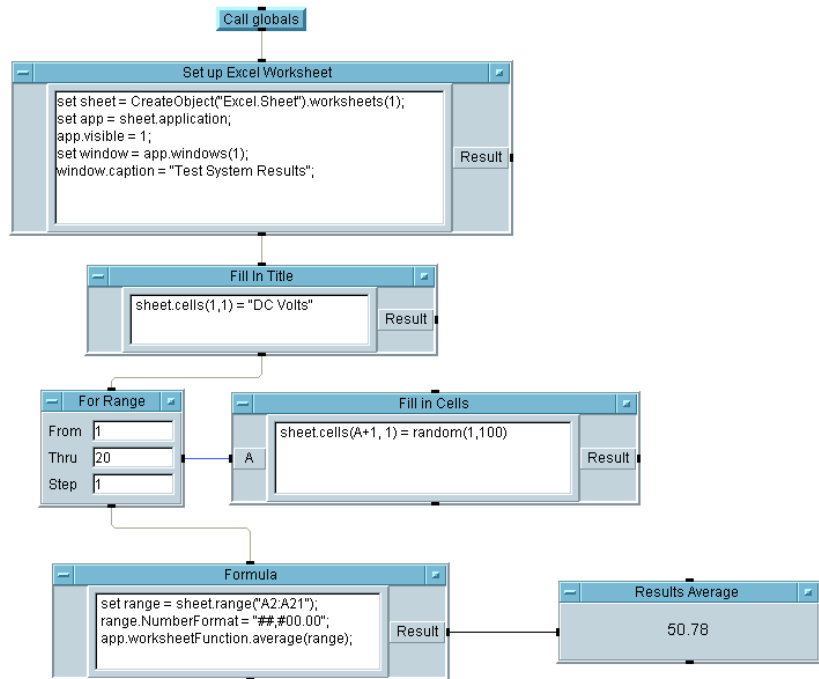 Call globals
Set up Excel Worksheet
set sheet = CreateObject("Excel.Sheet").worksheets(1);
set app = sheet.application;
app.visible = 1;
set window = app.windows(1);
window.caption = "Test System Results";
Result
Fill In Title
sheet.cells(1,1) = "DC Volts"
Result
For Range
From 1
Thru 20
Step 1
Fill in Cells
A
sheet.cells(A+1, 1) = random(1,100)
Result
Formula
set range = sheet.range("A2:A21");
range.NumberFormat = "##,#00.00";
app.worksheetFunction.average(range);
Result
Results Average
50.78